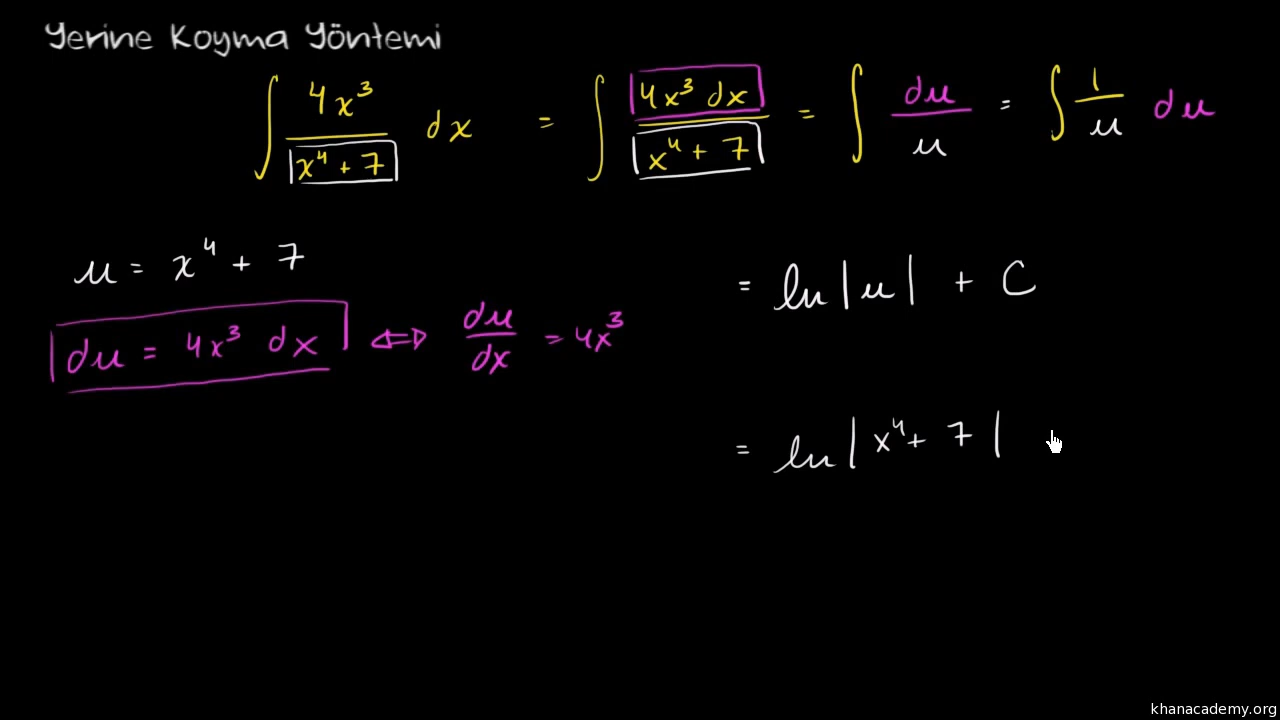 Yerine Koyma Yöntemi
∫ 4x³ / (x⁴ + 7) dx = ∫ 4x³ dx / (x⁴ + 7) = ∫ du / u = ∫ 1/u du
u = x⁴ + 7
= ln |u| + C
du = 4x³ dx ⇔ du/dx = 4x³
= ln |x⁴ + 7|
khanacademy.org